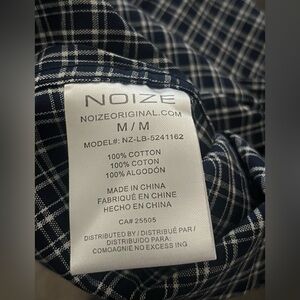 NOIZE
NOIZEORIGINAL.COM
M / M
MODEL#: NZ-LB-5241162
100% COTTON
100% COTON
100% ALGODÓN
MADE IN CHINA
FABRIQUÉ EN CHINE
HECHO EN CHINA
CA# 25505
DISTRIBUTED BY / DISTRIBUÉ PAR /
DISTRIBUIDO PARA:
COMOAGNIE NO EXCESS ING